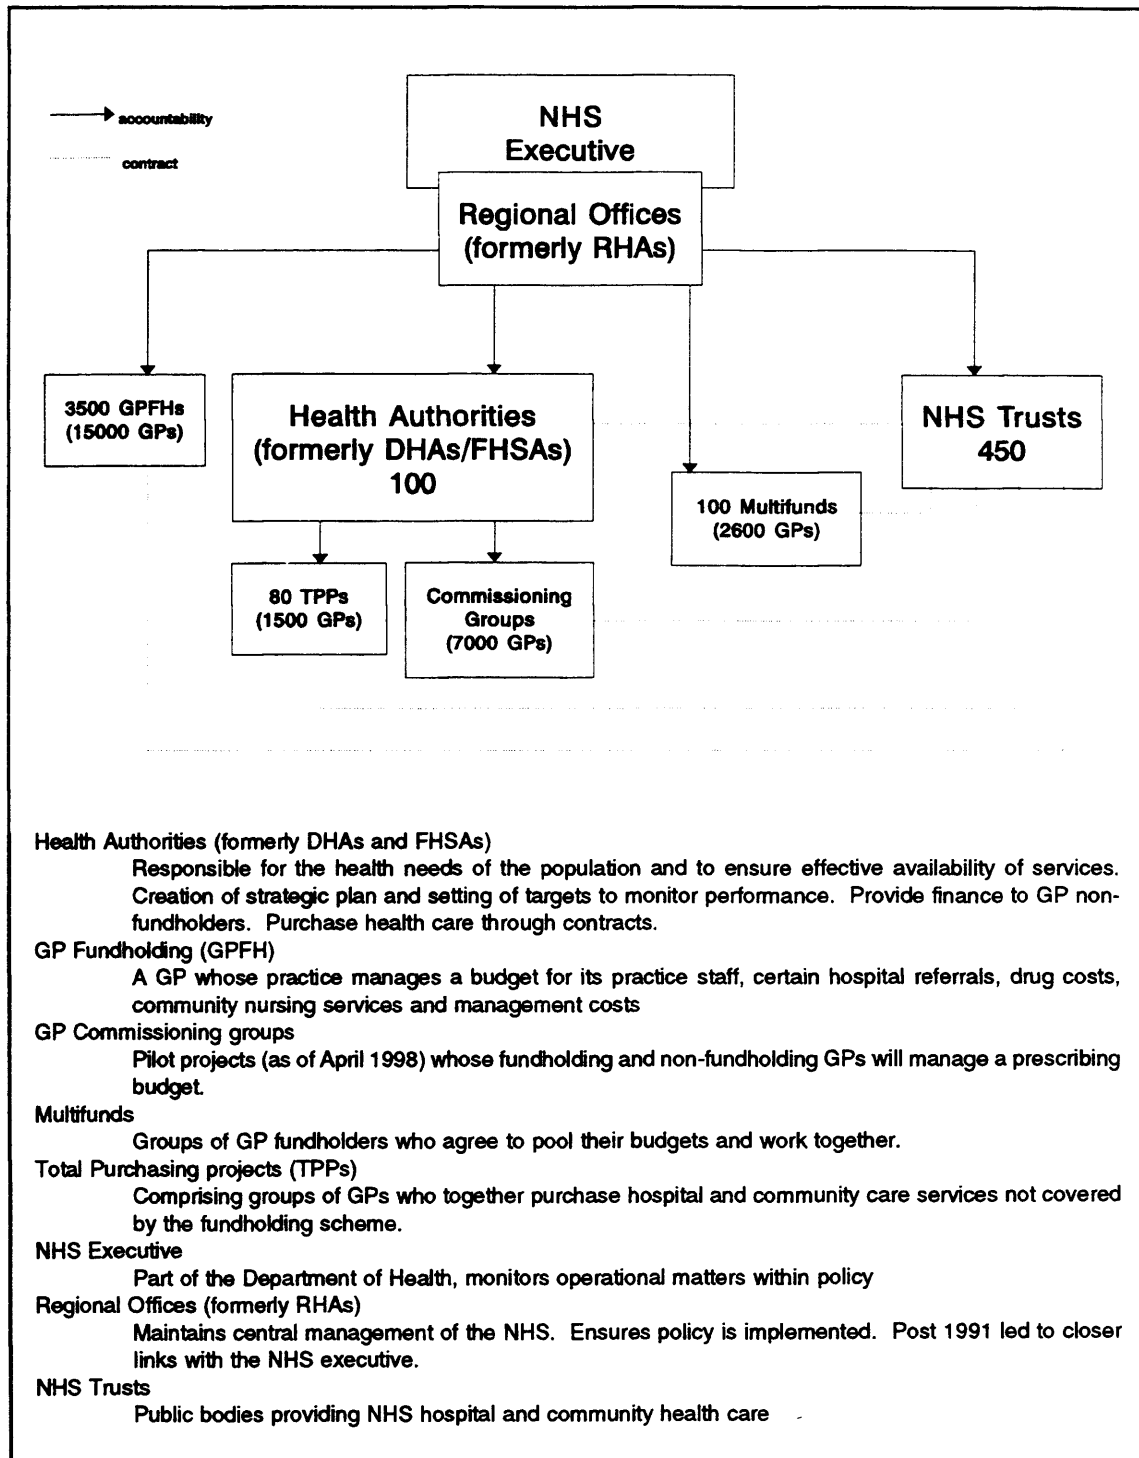 accountability
contract
NHS
Executive
Regional Offices
(formerly RHAs)
3500 GPFHs
(15000 GPs)
Health Authorities
(formerly DHAs/FHSAs)
100
NHS Trusts
450
100 Multifunds
(2600 GPs)
80 TPPs
(1500 GPs)
Commissioning
Groups
(7000 GPs)
Health Authorities (formerly DHAs and FHSAs)
Responsible for the health needs of the population and to ensure effective availability of services.
Creation of strategic plan and setting of targets to monitor performance. Provide finance to GP non-
fundholders. Purchase health care through contracts.
GP Fundholding (GPFH)
A GP whose practice manages a budget for its practice staff, certain hospital referrals, drug costs,
community nursing services and management costs
GP Commissioning groups
Pilot projects (as of April 1998) whose fundholding and non-fundholding GPs will manage a prescribing
budget.
Multifunds
Groups of GP fundholders who agree to pool their budgets and work together.
Total Purchasing projects (TPPs)
Comprising groups of GPs who together purchase hospital and community care services not covered
by the fundholding scheme.
NHS Executive
Part of the Department of Health, monitors operational matters within policy
Regional Offices (formerly RHAs)
Maintains central management of the NHS. Ensures policy is implemented. Post 1991 led to closer
links with the NHS executive.
NHS Trusts
Public bodies providing NHS hospital and community health care